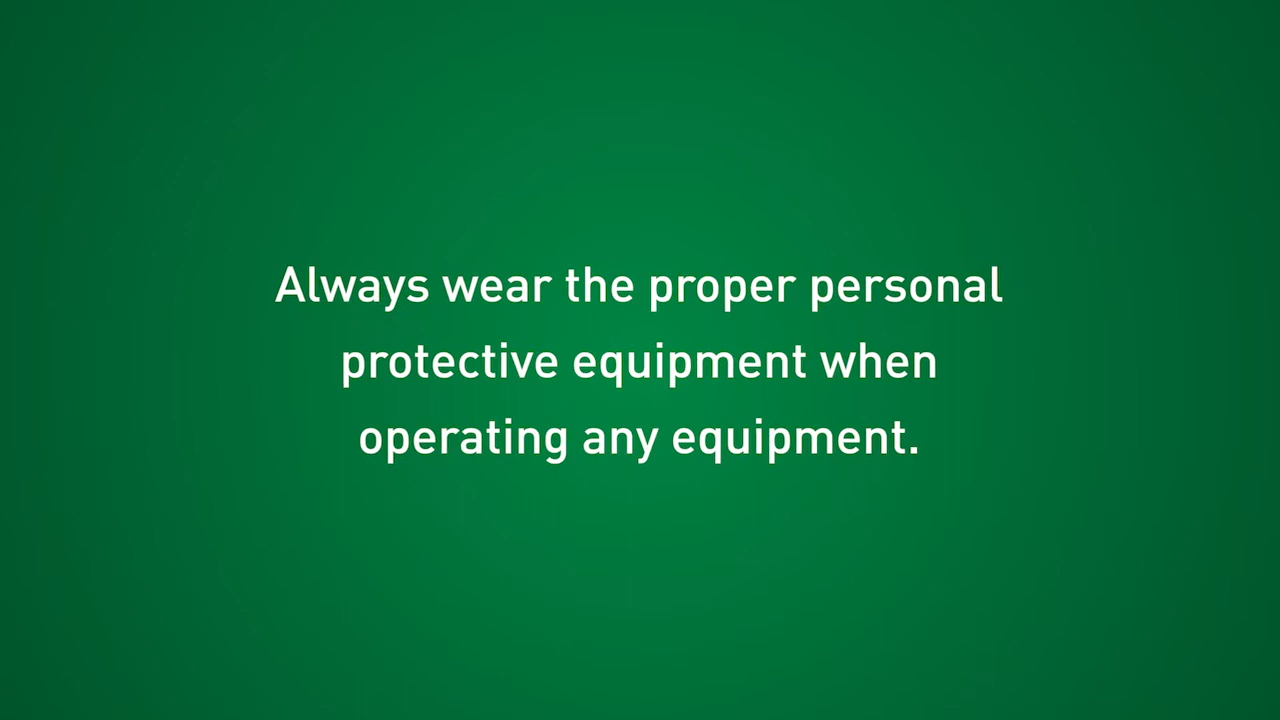 Always wear the proper personal
protective equipment when
operating any equipment.